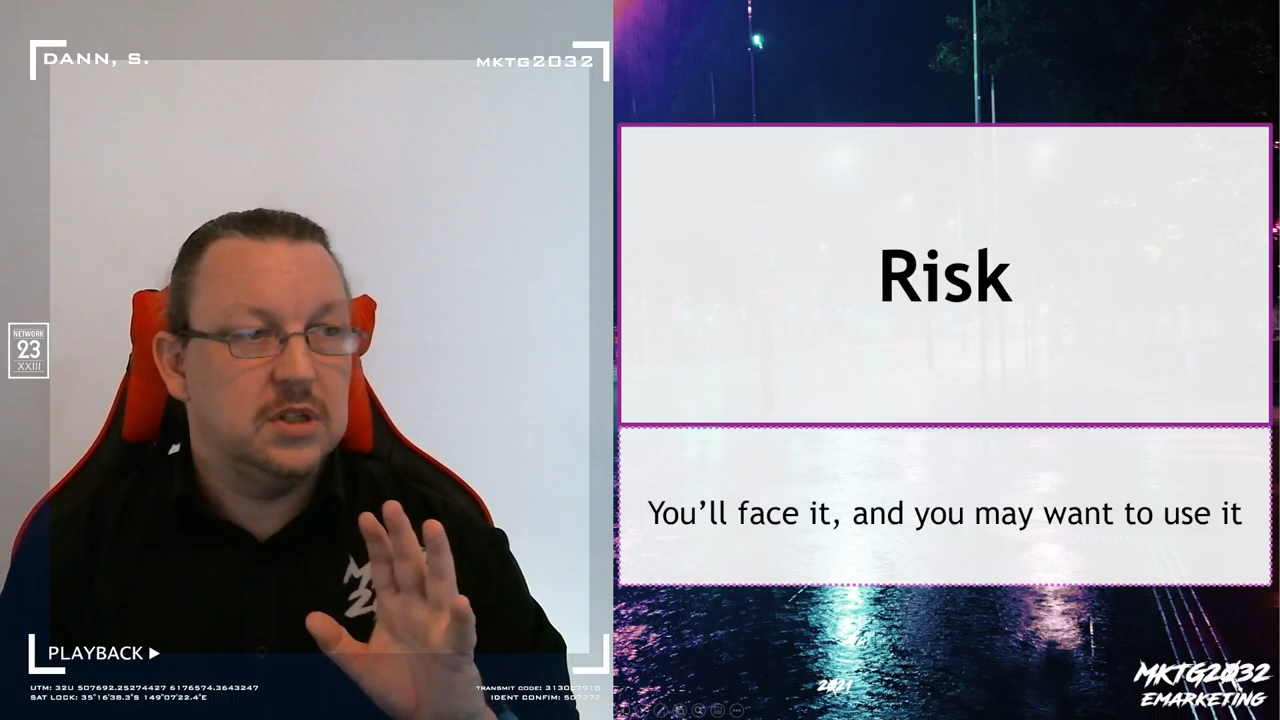 DANN, S.
MKTG2032
NETWORK
23
XXIII
PLAYBACK
UTM: 32U 507692.25274427 6176574.3643247
SAT LOCK: 35°16'38.3"S 149°07'22.4"E
TRANSMIT CODE:
IDENT CONFIM:
Risk
You'll face it, and you may want to use it
2021
MKTG2032
EMARKETING